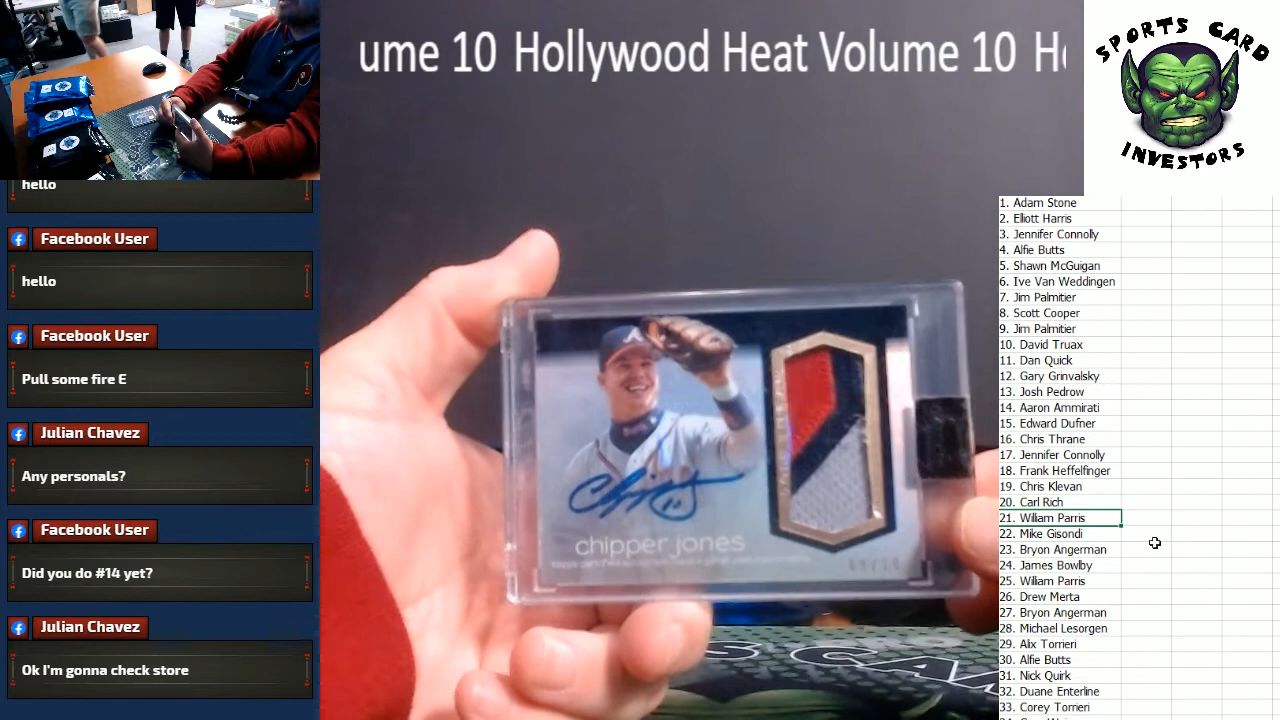 ume 10 Hollywood Heat Volume 10 H
SPORTS CARD
INVESTORS
hello
Facebook User
hello
Facebook User
Pull some fire E
Julian Chavez
Any personals?
Facebook User
Did you do #14 yet?
Julian Chavez
Ok I'm gonna check store
A
chipper jones
1. Adam Stone
2. Elliott Harris
3. Jennifer Connolly
4. Alfie Butts
5. Shawn McGuigan
6. Ive Van Weddingen
7. Jim Palmitier
8. Scott Cooper
9. Jim Palmitier
10. David Truax
11. Dan Quick
12. Gary Grinvalsky
13. Josh Pedrow
14. Aaron Ammirati
15. Edward Dufner
16. Chris Thrane
17. Jennifer Connolly
18. Frank Heffelfinger
19. Chris Klevan
20. Carl Rich
21. Wiliam Parris
22. Mike Gisondi
23. Bryon Angerman
24. James Bowlby
25. Wiliam Parris
26. Drew Merta
27. Bryon Angerman
28. Michael Lesorgen
29. Alix Torrieri
30. Alfie Butts
31. Nick Quirk
32. Duane Enterline
33. Corey Torrieri